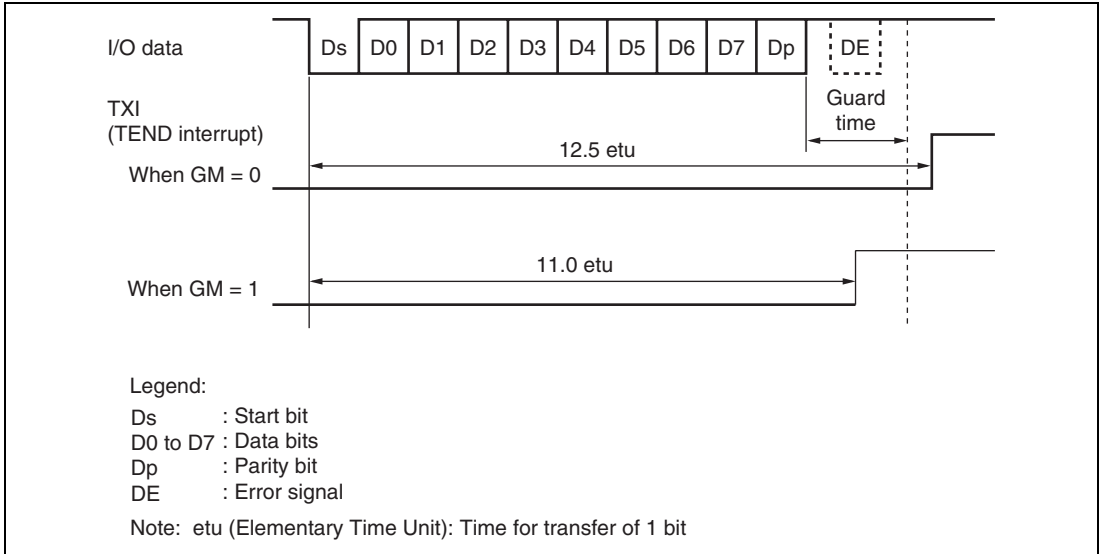 I/O data
Ds D0 D1 D2 D3 D4 D5 D6 D7 Dp DE
TXI
(TEND interrupt)
Guard
time
12.5 etu
When GM = 0
11.0 etu
When GM = 1
Legend:
Ds : Start bit
D0 to D7 : Data bits
Dp : Parity bit
DE : Error signal
Note: etu (Elementary Time Unit): Time for transfer of 1 bit